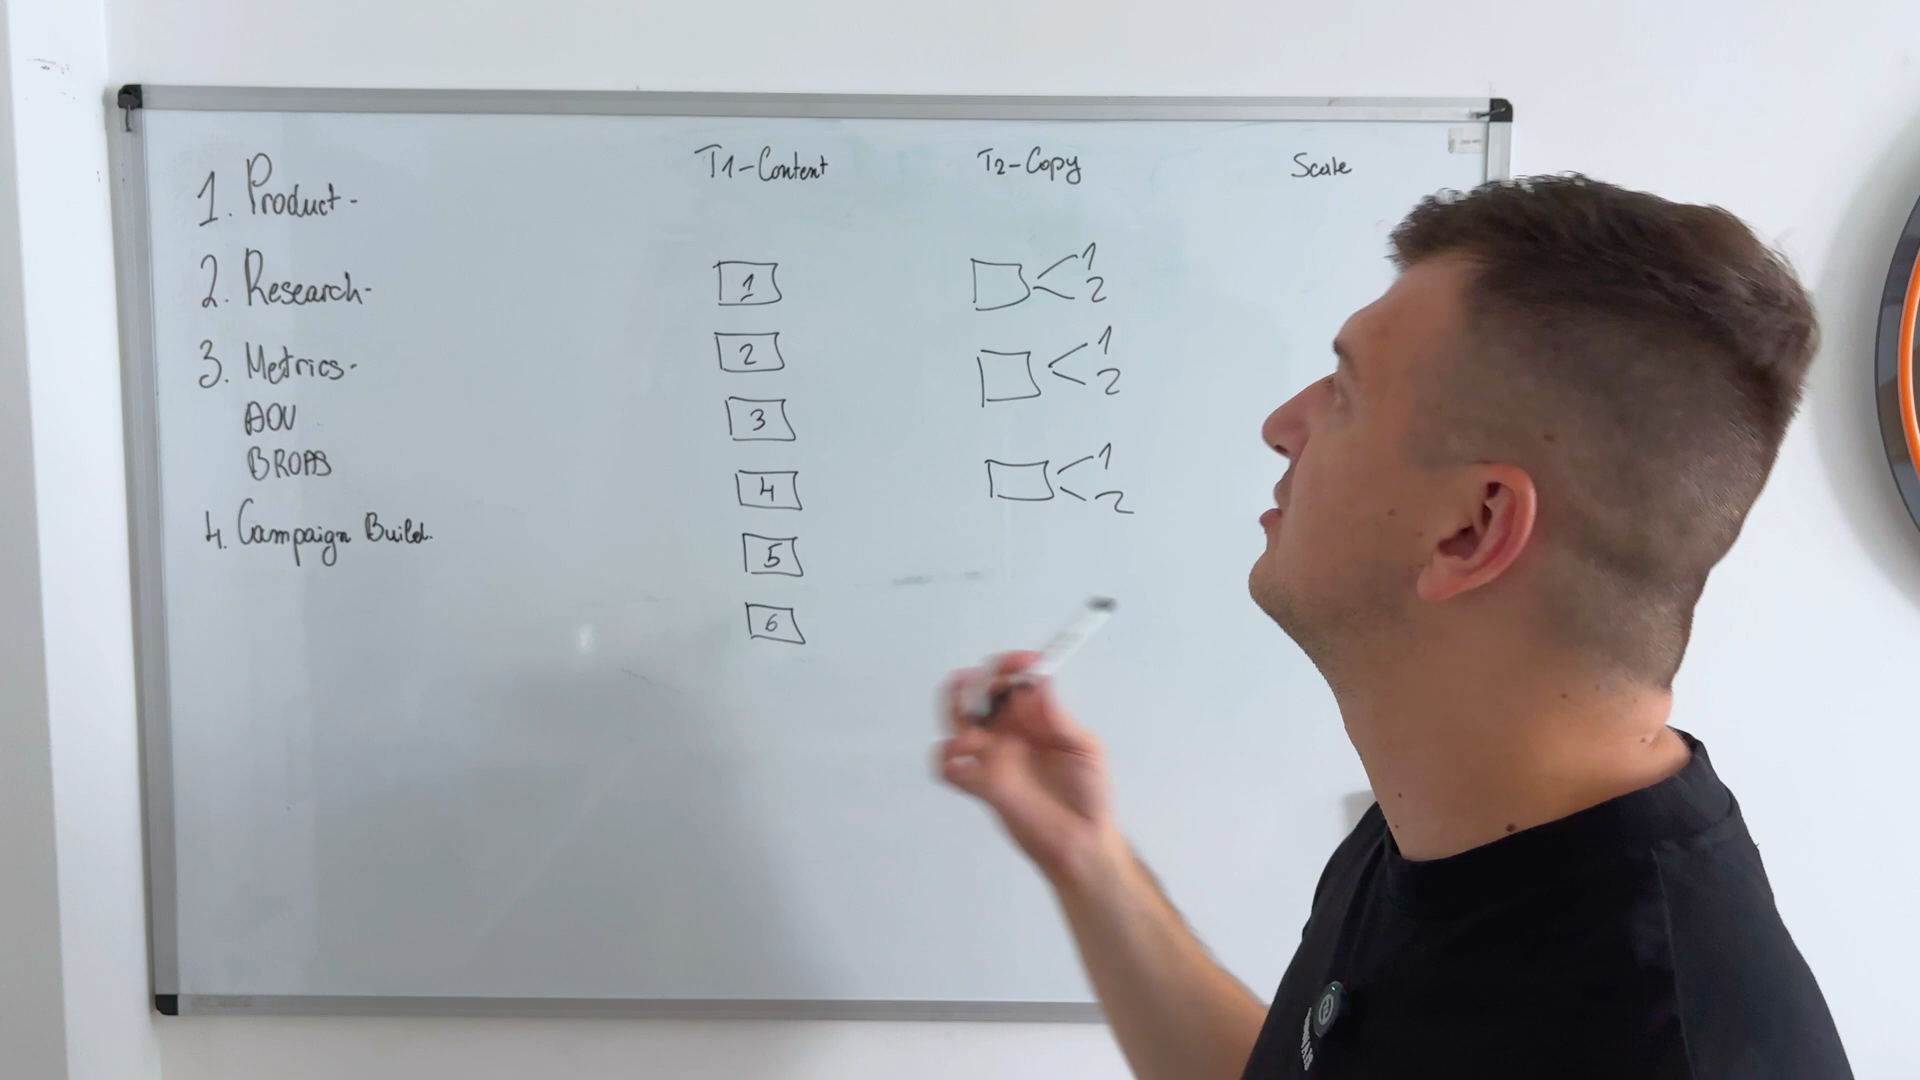 1. Product-
2. Research-
3. Metrics-
AOV
BROAS
4. Campaign Build.
T1-Content
1
2
3
4
5
6
T2-Copy
1
2
1
2
1
2
Scale